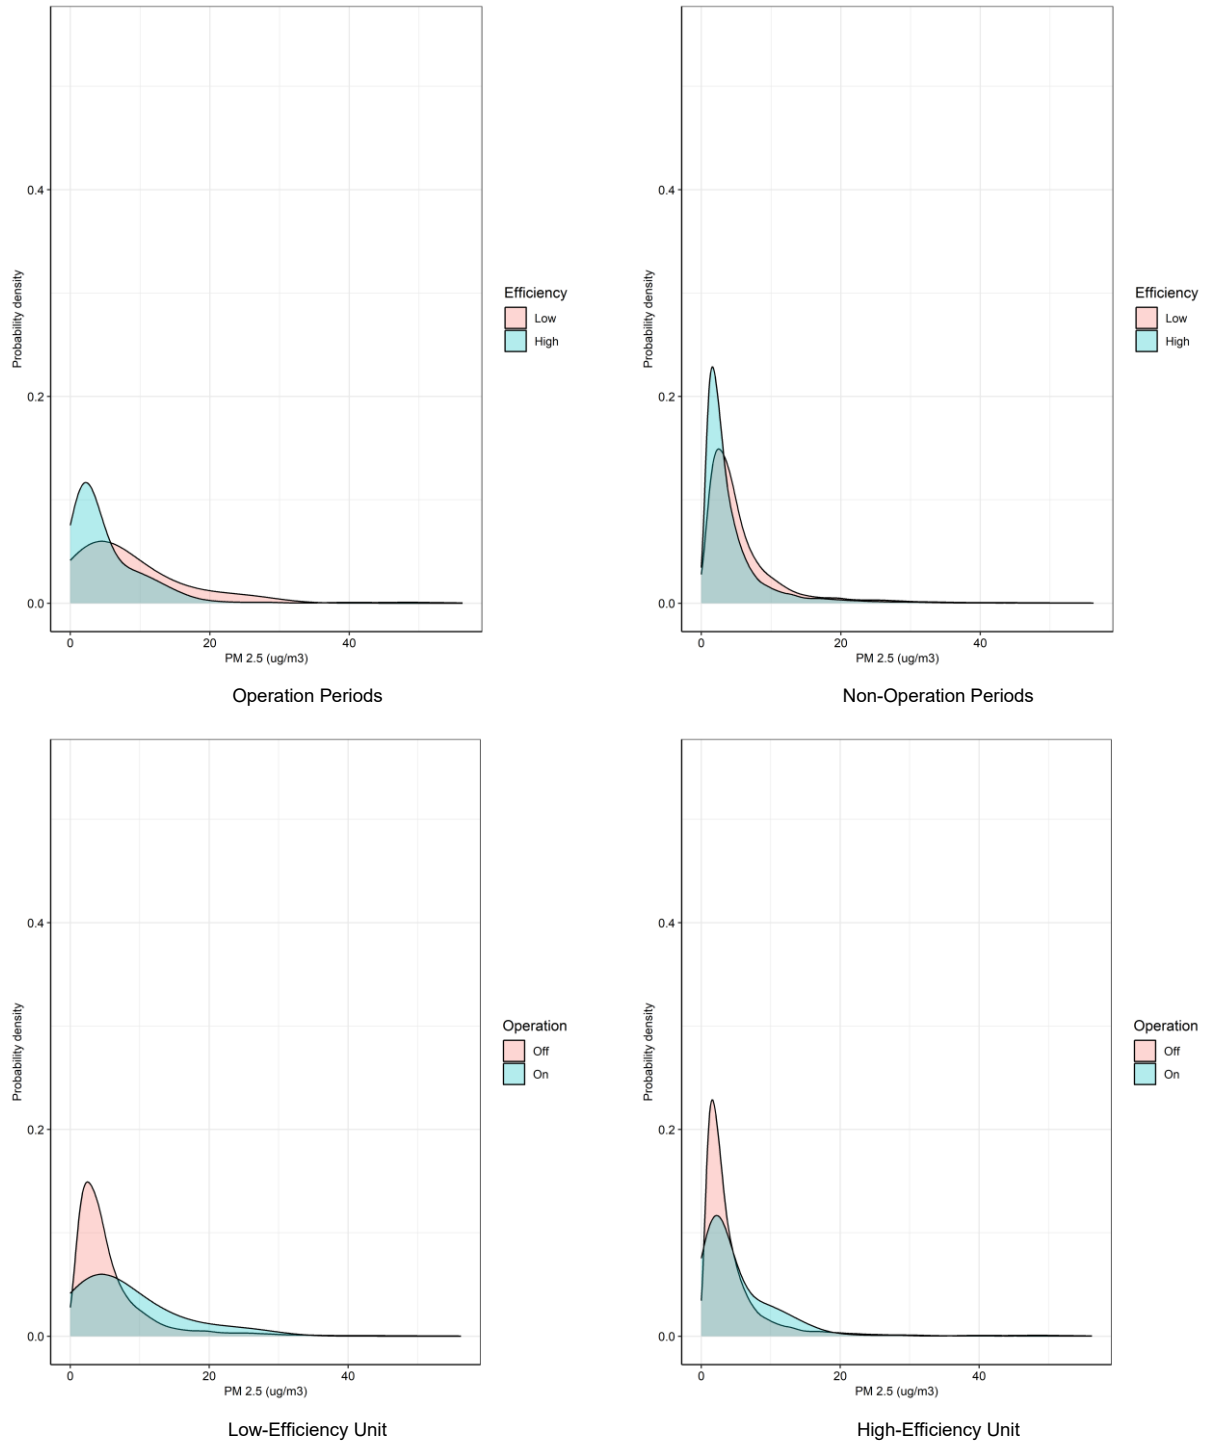 0.4
0.2
0.0
Probability density
0 20 40
PM 2.5 (ug/m3)
Efficiency
Low
High
Operation Periods
0.4
0.2
0.0
Probability density
0 20 40
PM 2.5 (ug/m3)
Efficiency
Low
High
Non-Operation Periods
0.4
0.2
0.0
Probability density
0 20 40
PM 2.5 (ug/m3)
Operation
Off
On
Low-Efficiency Unit
0.4
0.2
0.0
Probability density
0 20 40
PM 2.5 (ug/m3)
Operation
Off
On
High-Efficiency Unit